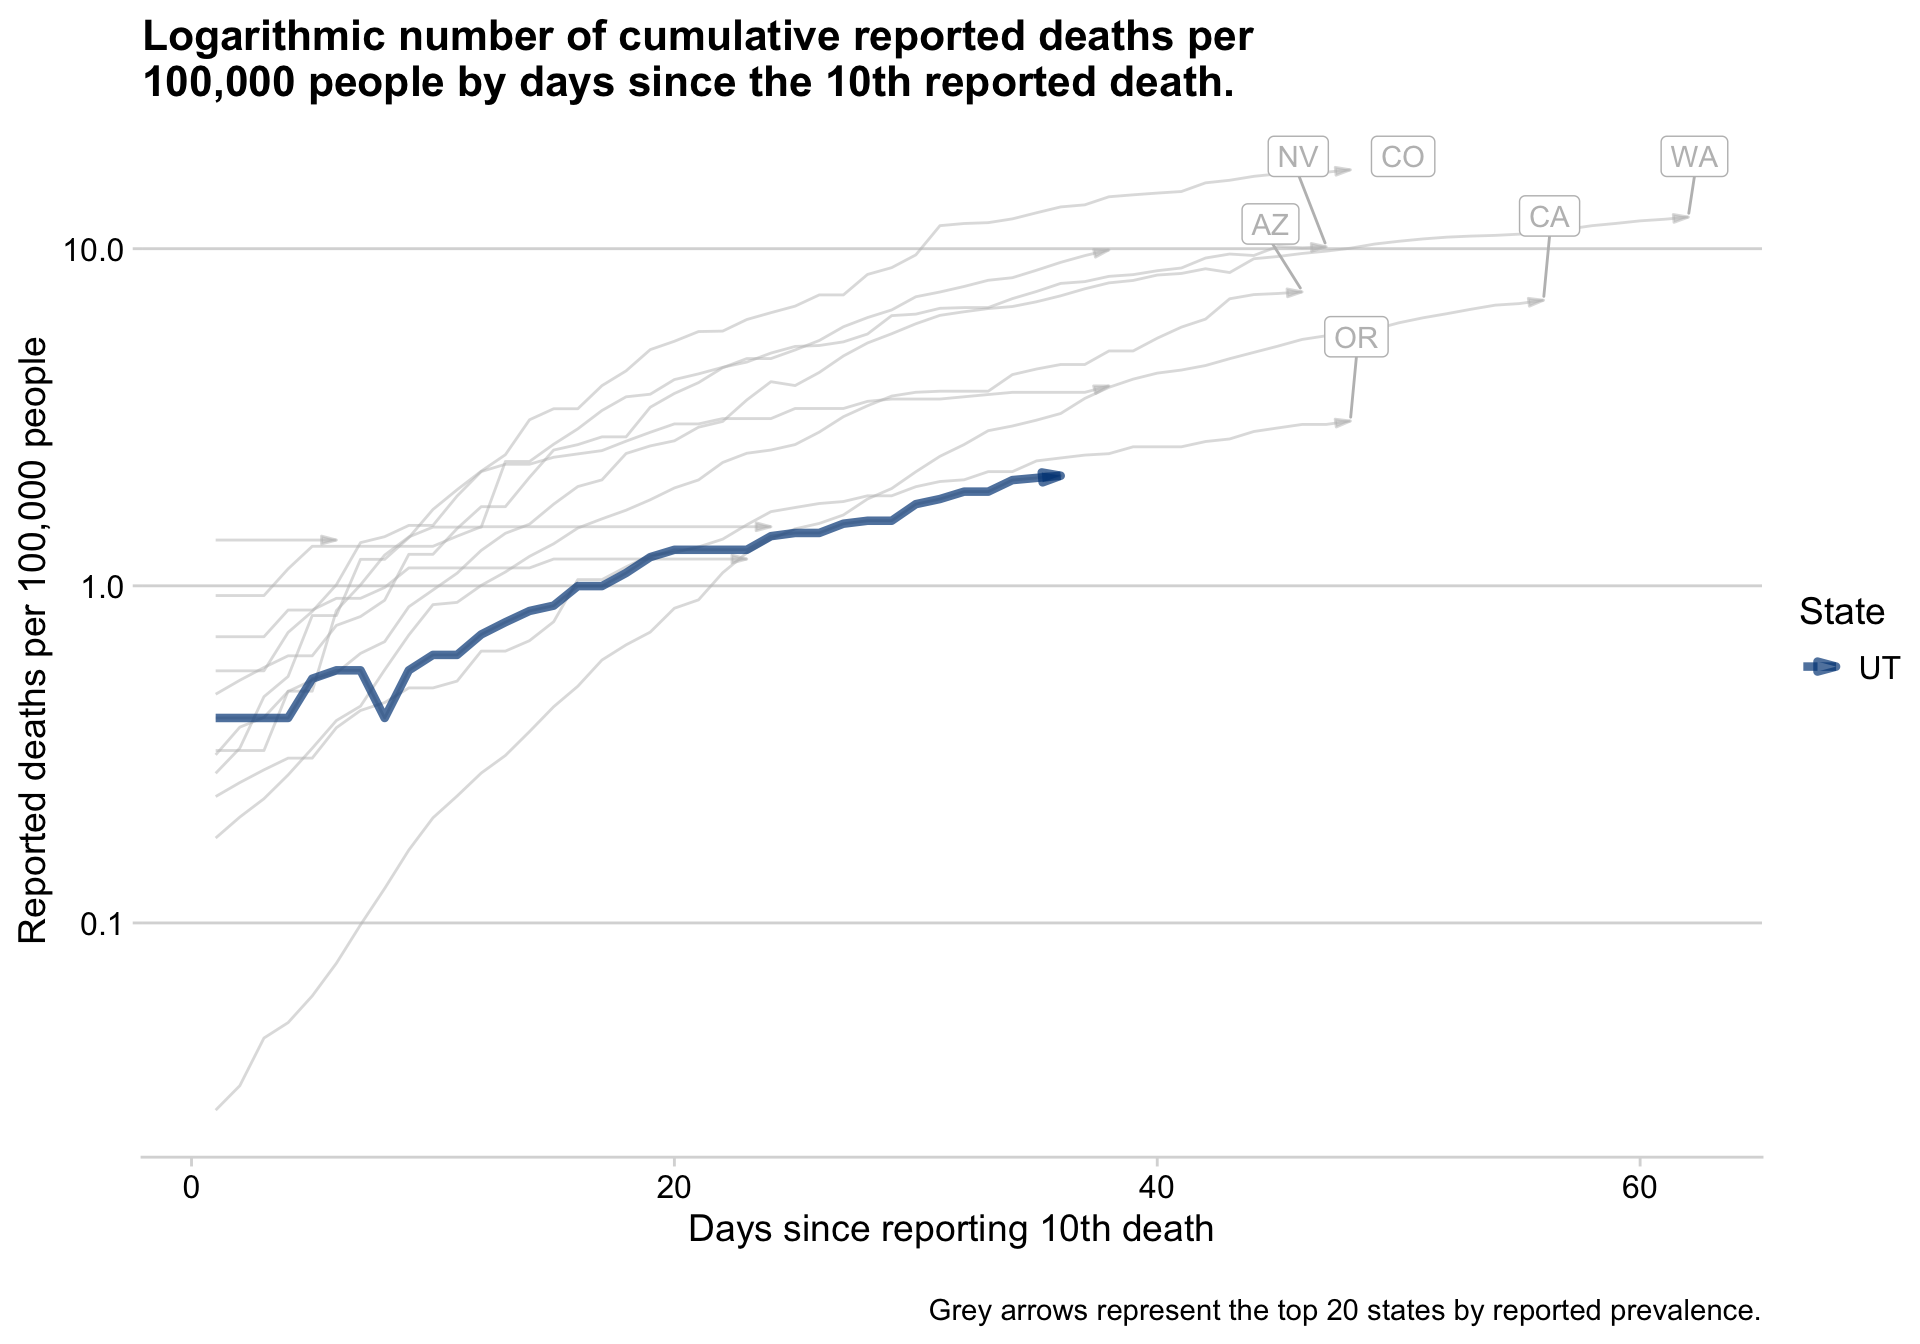 Logarithmic number of cumulative reported deaths per
100,000 people by days since the 10th reported death.
NV
CO
WA
AZ
CA
OR
10.0
1.0
0.1
Reported deaths per 100,000 people
State
UT
0
20
40
60
Days since reporting 10th death
Grey arrows represent the top 20 states by reported prevalence.